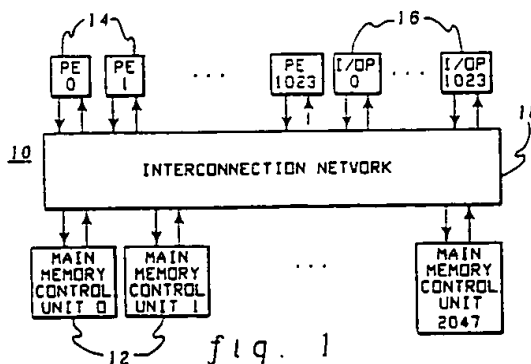 14
16
PE 0
PE 1
...
PE 1023
I/OP 0
...
I/OP 1023
10
INTERCONNECTION NETWORK
MAIN MEMORY CONTROL UNIT 0
MAIN MEMORY CONTROL UNIT 1
...
MAIN MEMORY CONTROL UNIT 2047
12
fig. 1